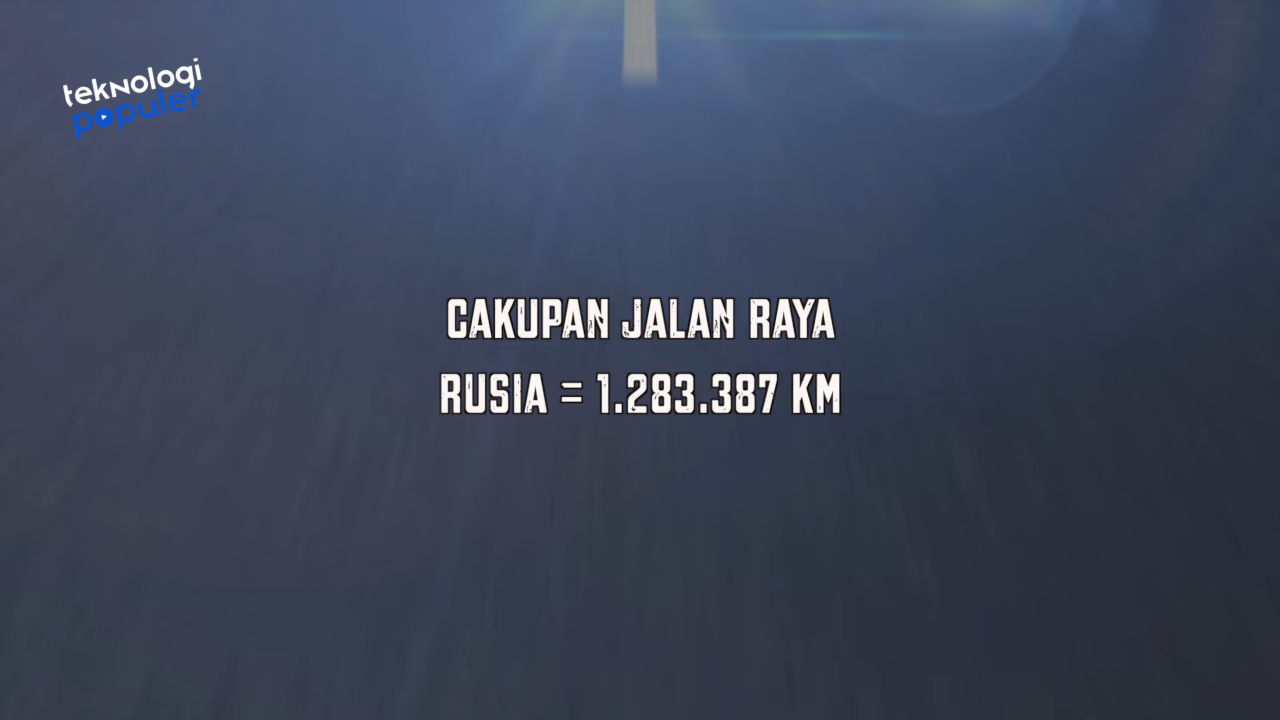 teknologi
populer
CAKUPAN JALAN RAYA
RUSIA = 1.283.387 KM